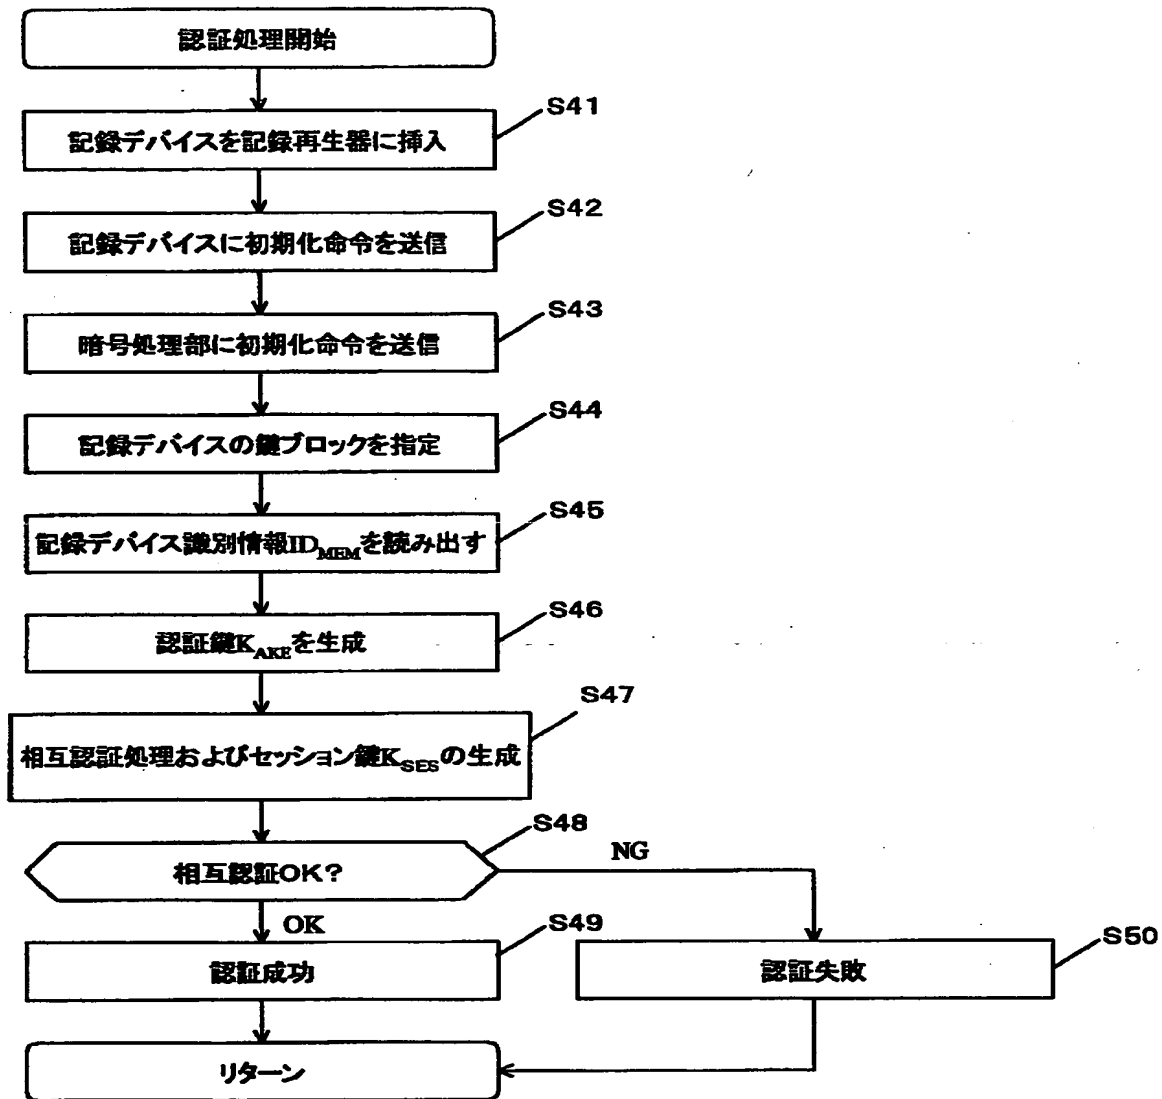 認証処理開始
S41
記録デバイスを記録再生器に挿入
S42
記録デバイスに初期化命令を送信
S43
暗号処理部に初期化命令を送信
S44
記録デバイスの鍵ブロックを指定
S45
記録デバイス識別情報IDMEMを読み出す
S46
認証鍵KAKEを生成
S47
相互認証処理およびセッション鍵KSESの生成
S48
相互認証OK?
NG
OK
S49
認証成功
S50
認証失敗
リターン